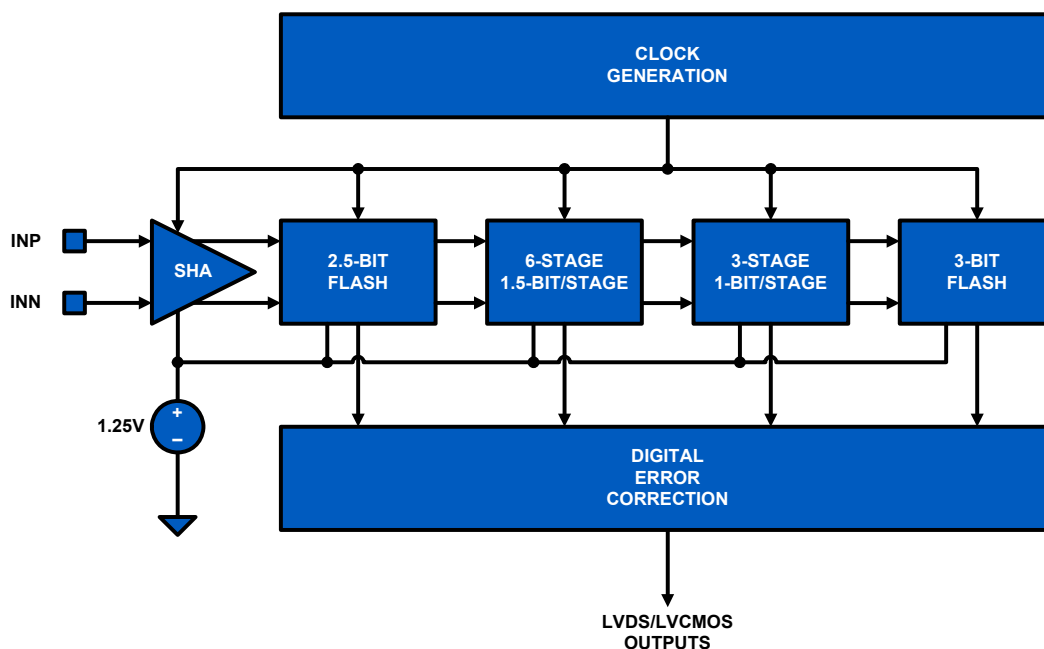 CLOCK
GENERATION
INP
INN
SHA
2.5-BIT
FLASH
6-STAGE
1.5-BIT/STAGE
3-STAGE
1-BIT/STAGE
3-BIT
FLASH
1.25V
+
−
DIGITAL
ERROR
CORRECTION
LVDS/LVCMOS
OUTPUTS